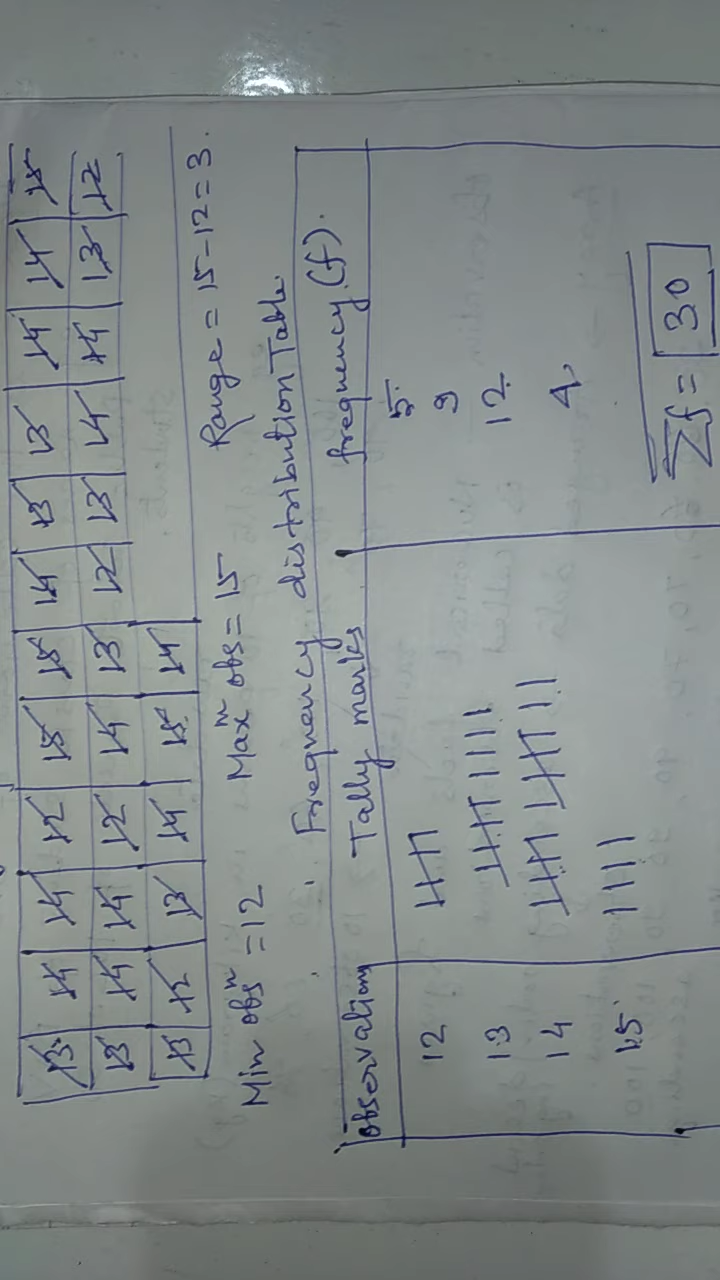 13 14 14 12 15 15 14 13 13 14 14 15
13 14 14 12 14 13 12 13 14 14 13 12
13 12 13 14 15 14
Min obsⁿ = 12 Maxⁿ obs = 15 Range = 15-12=3.
Frequency distribution Table
observations Tally marks frequency (f).
12 5.
13 9
14 12
15 4
Σf = 30